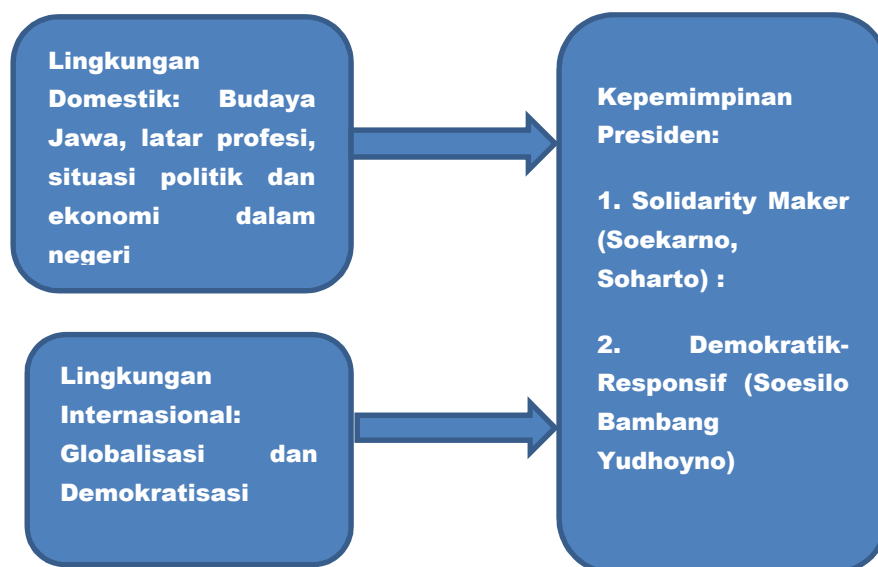 Lingkungan
Domestik: Budaya
Jawa, latar profesi,
situasi politik dan
ekonomi dalam
negeri
Lingkungan
Internasional:
Globalisasi dan
Demokratisasi
Kepemimpinan
Presiden:
1. Solidarity Maker
(Soekarno,
Soharto) :
2. Demokratik-
Responsif (Soesilo
Bambang
Yudhoyno)